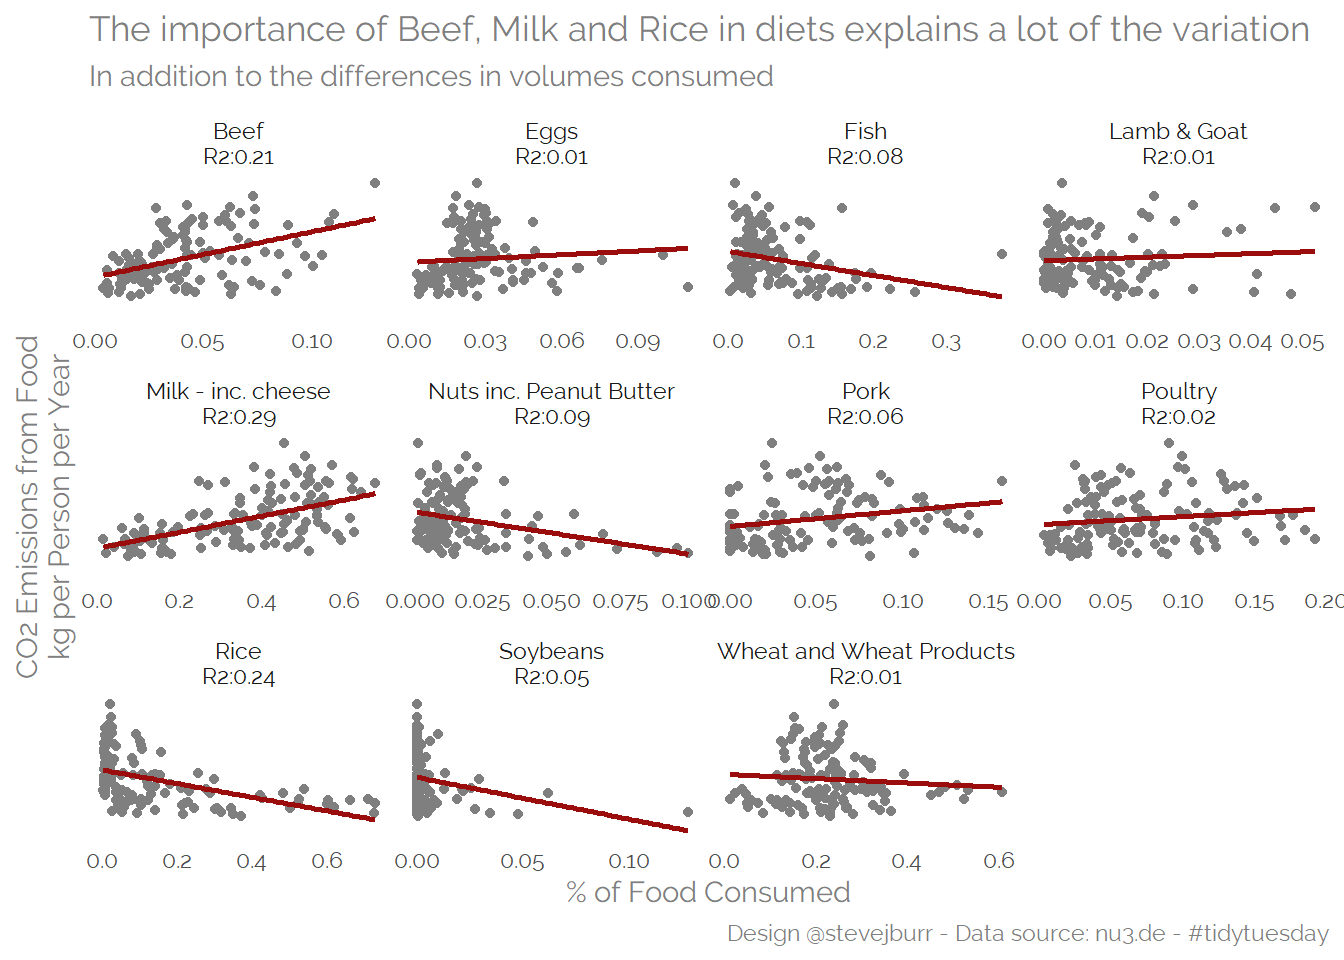 The importance of Beef, Milk and Rice in diets explains a lot of the variation
In addition to the differences in volumes consumed
Beef
R2:0.21
Eggs
R2:0.01
Fish
R2:0.08
Lamb & Goat
R2:0.01
0.00 0.05 0.10
0.00 0.03 0.06 0.09
0.0 0.1 0.2 0.3
0.00 0.01 0.02 0.03 0.04 0.05
Milk - inc. cheese
R2:0.29
Nuts inc. Peanut Butter
R2:0.09
Pork
R2:0.06
Poultry
R2:0.02
0.0 0.2 0.4 0.6
0.000 0.025 0.050 0.075 0.100
0.00 0.05 0.10 0.15
0.00 0.05 0.10 0.15 0.20
Rice
R2:0.24
Soybeans
R2:0.05
Wheat and Wheat Products
R2:0.01
0.0 0.2 0.4 0.6
0.00 0.05 0.10
0.0 0.2 0.4 0.6
CO2 Emissions from Food
kg per Person per Year
% of Food Consumed
Design @stevejburr - Data source: nu3.de - #tidytuesday